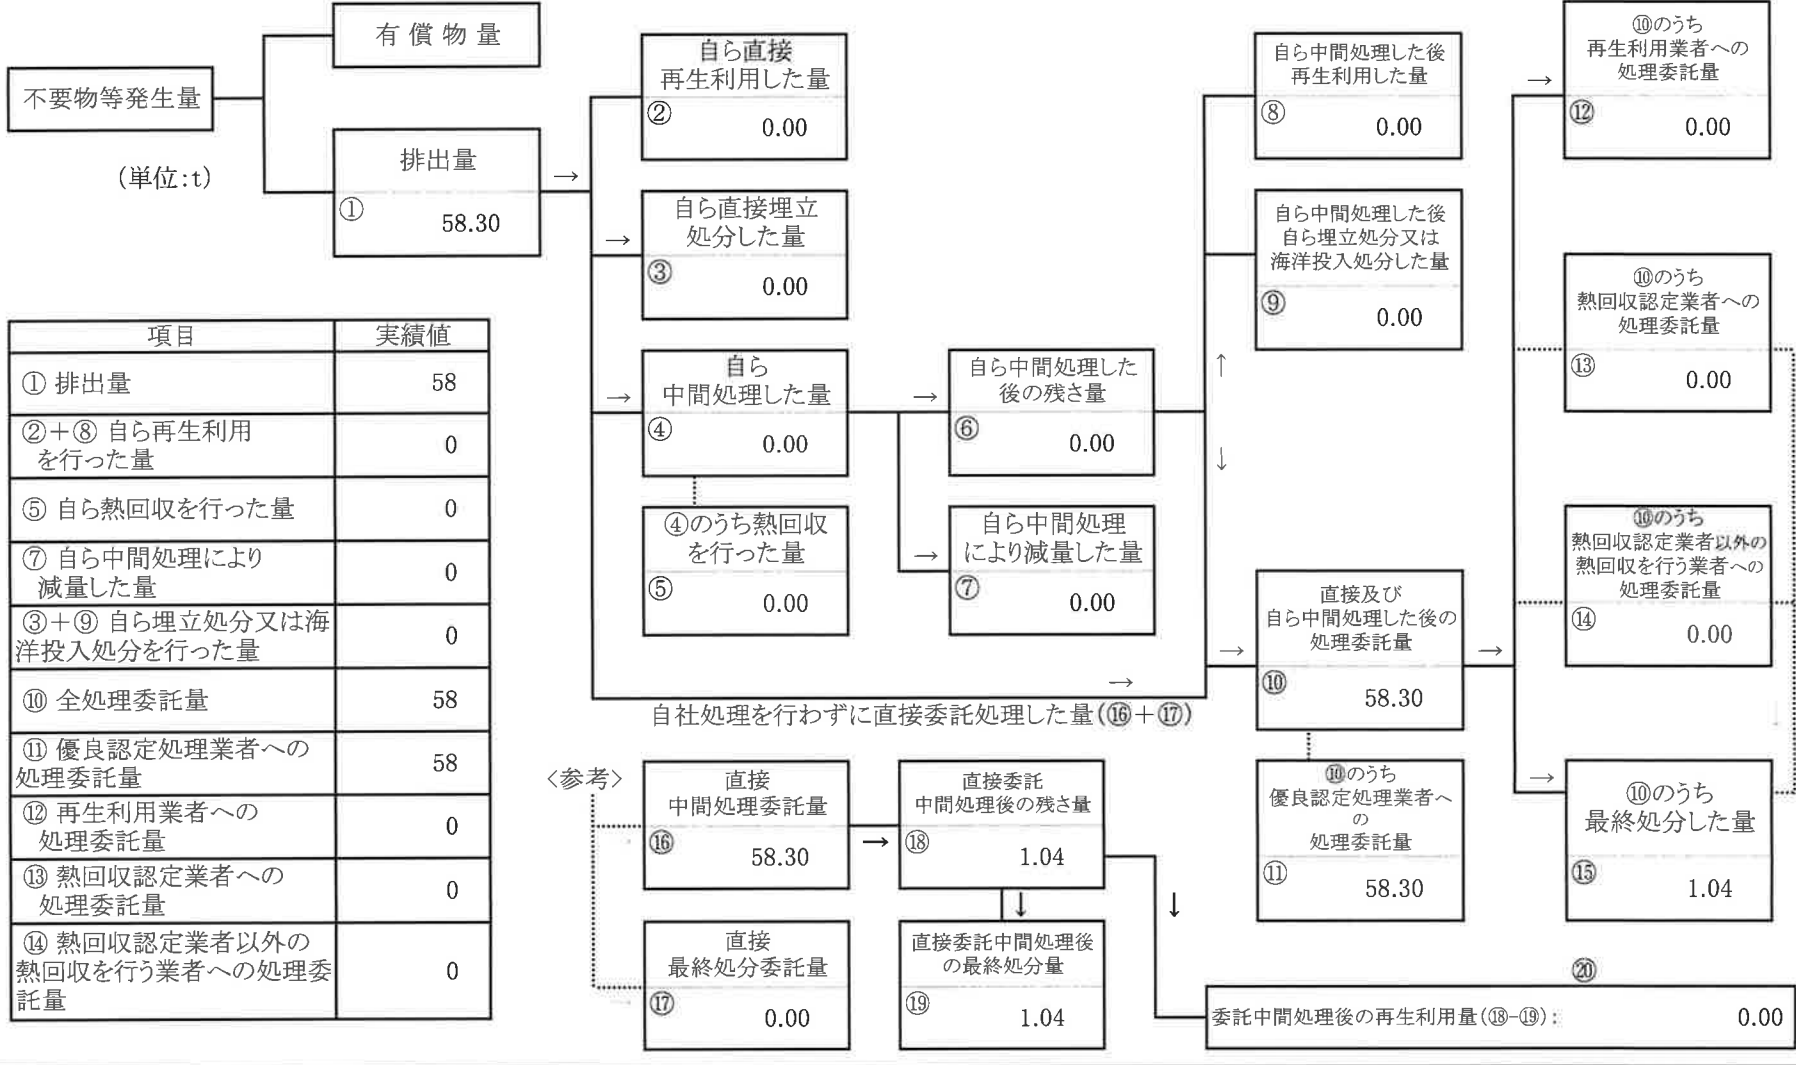 不要物等発生量
有償物量
排出量
①
58.30
(単位:t)
→
自ら直接
再生利用した量
②
0.00
→
自ら直接埋立
処分した量
③
0.00
→
自ら
中間処理した量
④
0.00
④のうち熱回収
を行った量
⑤
0.00
→
自ら中間処理した
後の残さ量
⑥
0.00
→
自ら中間処理
により減量した量
⑦
0.00
自ら中間処理した後
再生利用した量
⑧
0.00
自ら中間処理した後
自ら埋立処分又は
海洋投入処分した量
⑨
0.00
↑
↓
→
自社処理を行わずに直接委託処理した量(⑯+⑰)
→
直接及び
自ら中間処理した後の
処理委託量
⑩
58.30
→
⑩のうち
優良認定処理業者へ
の
処理委託量
⑪
58.30
→
⑩のうち
再生利用業者への
処理委託量
⑫
0.00
⑩のうち
熱回収認定業者への
処理委託量
⑬
0.00
⑩のうち
熱回収認定業者以外の
熱回収を行う業者への
処理委託量
⑭
0.00
→
⑩のうち
最終処分した量
⑮
1.04
<参考>
直接
中間処理委託量
⑯
58.30
→
直接
最終処分委託量
⑰
0.00
直接委託
中間処理後の残さ量
⑱
1.04
↓
直接委託中間処理後
の最終処分量
⑲
1.04
↓
⑳
委託中間処理後の再生利用量(⑱-⑲):
0.00
項目 実績値
① 排出量 58
②+⑧ 自ら再生利用
を行った量 0
⑤ 自ら熱回収を行った量 0
⑦ 自ら中間処理により
減量した量 0
③+⑨ 自ら埋立処分又は海
洋投入処分を行った量 0
⑩ 全処理委託量 58
⑪ 優良認定処理業者への
処理委託量 58
⑫ 再生利用業者への
処理委託量 0
⑬ 熱回収認定業者への
処理委託量 0
⑭ 熱回収認定業者以外の
熱回収を行う業者への処理委
託量 0